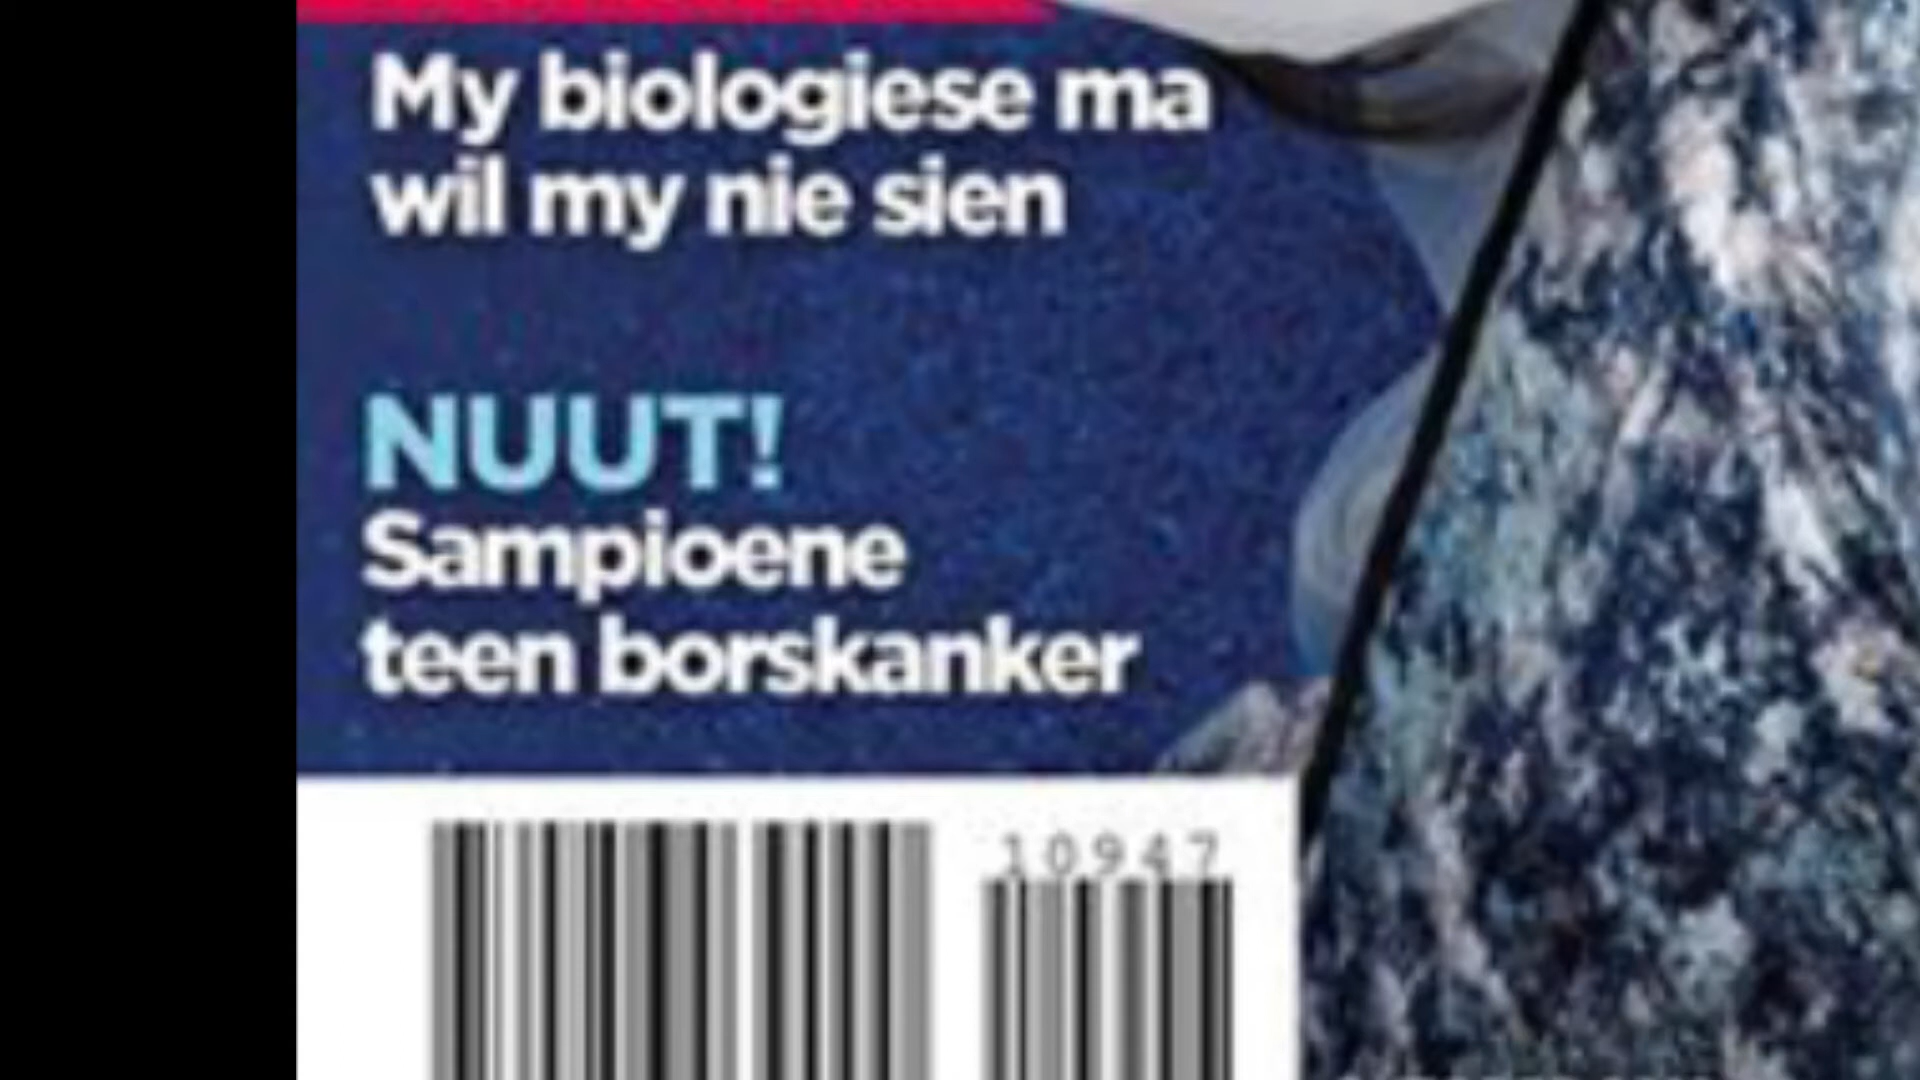 My biologiese ma
wil my nie sien
NUUT!
Sampioene
teen borskanker
10947